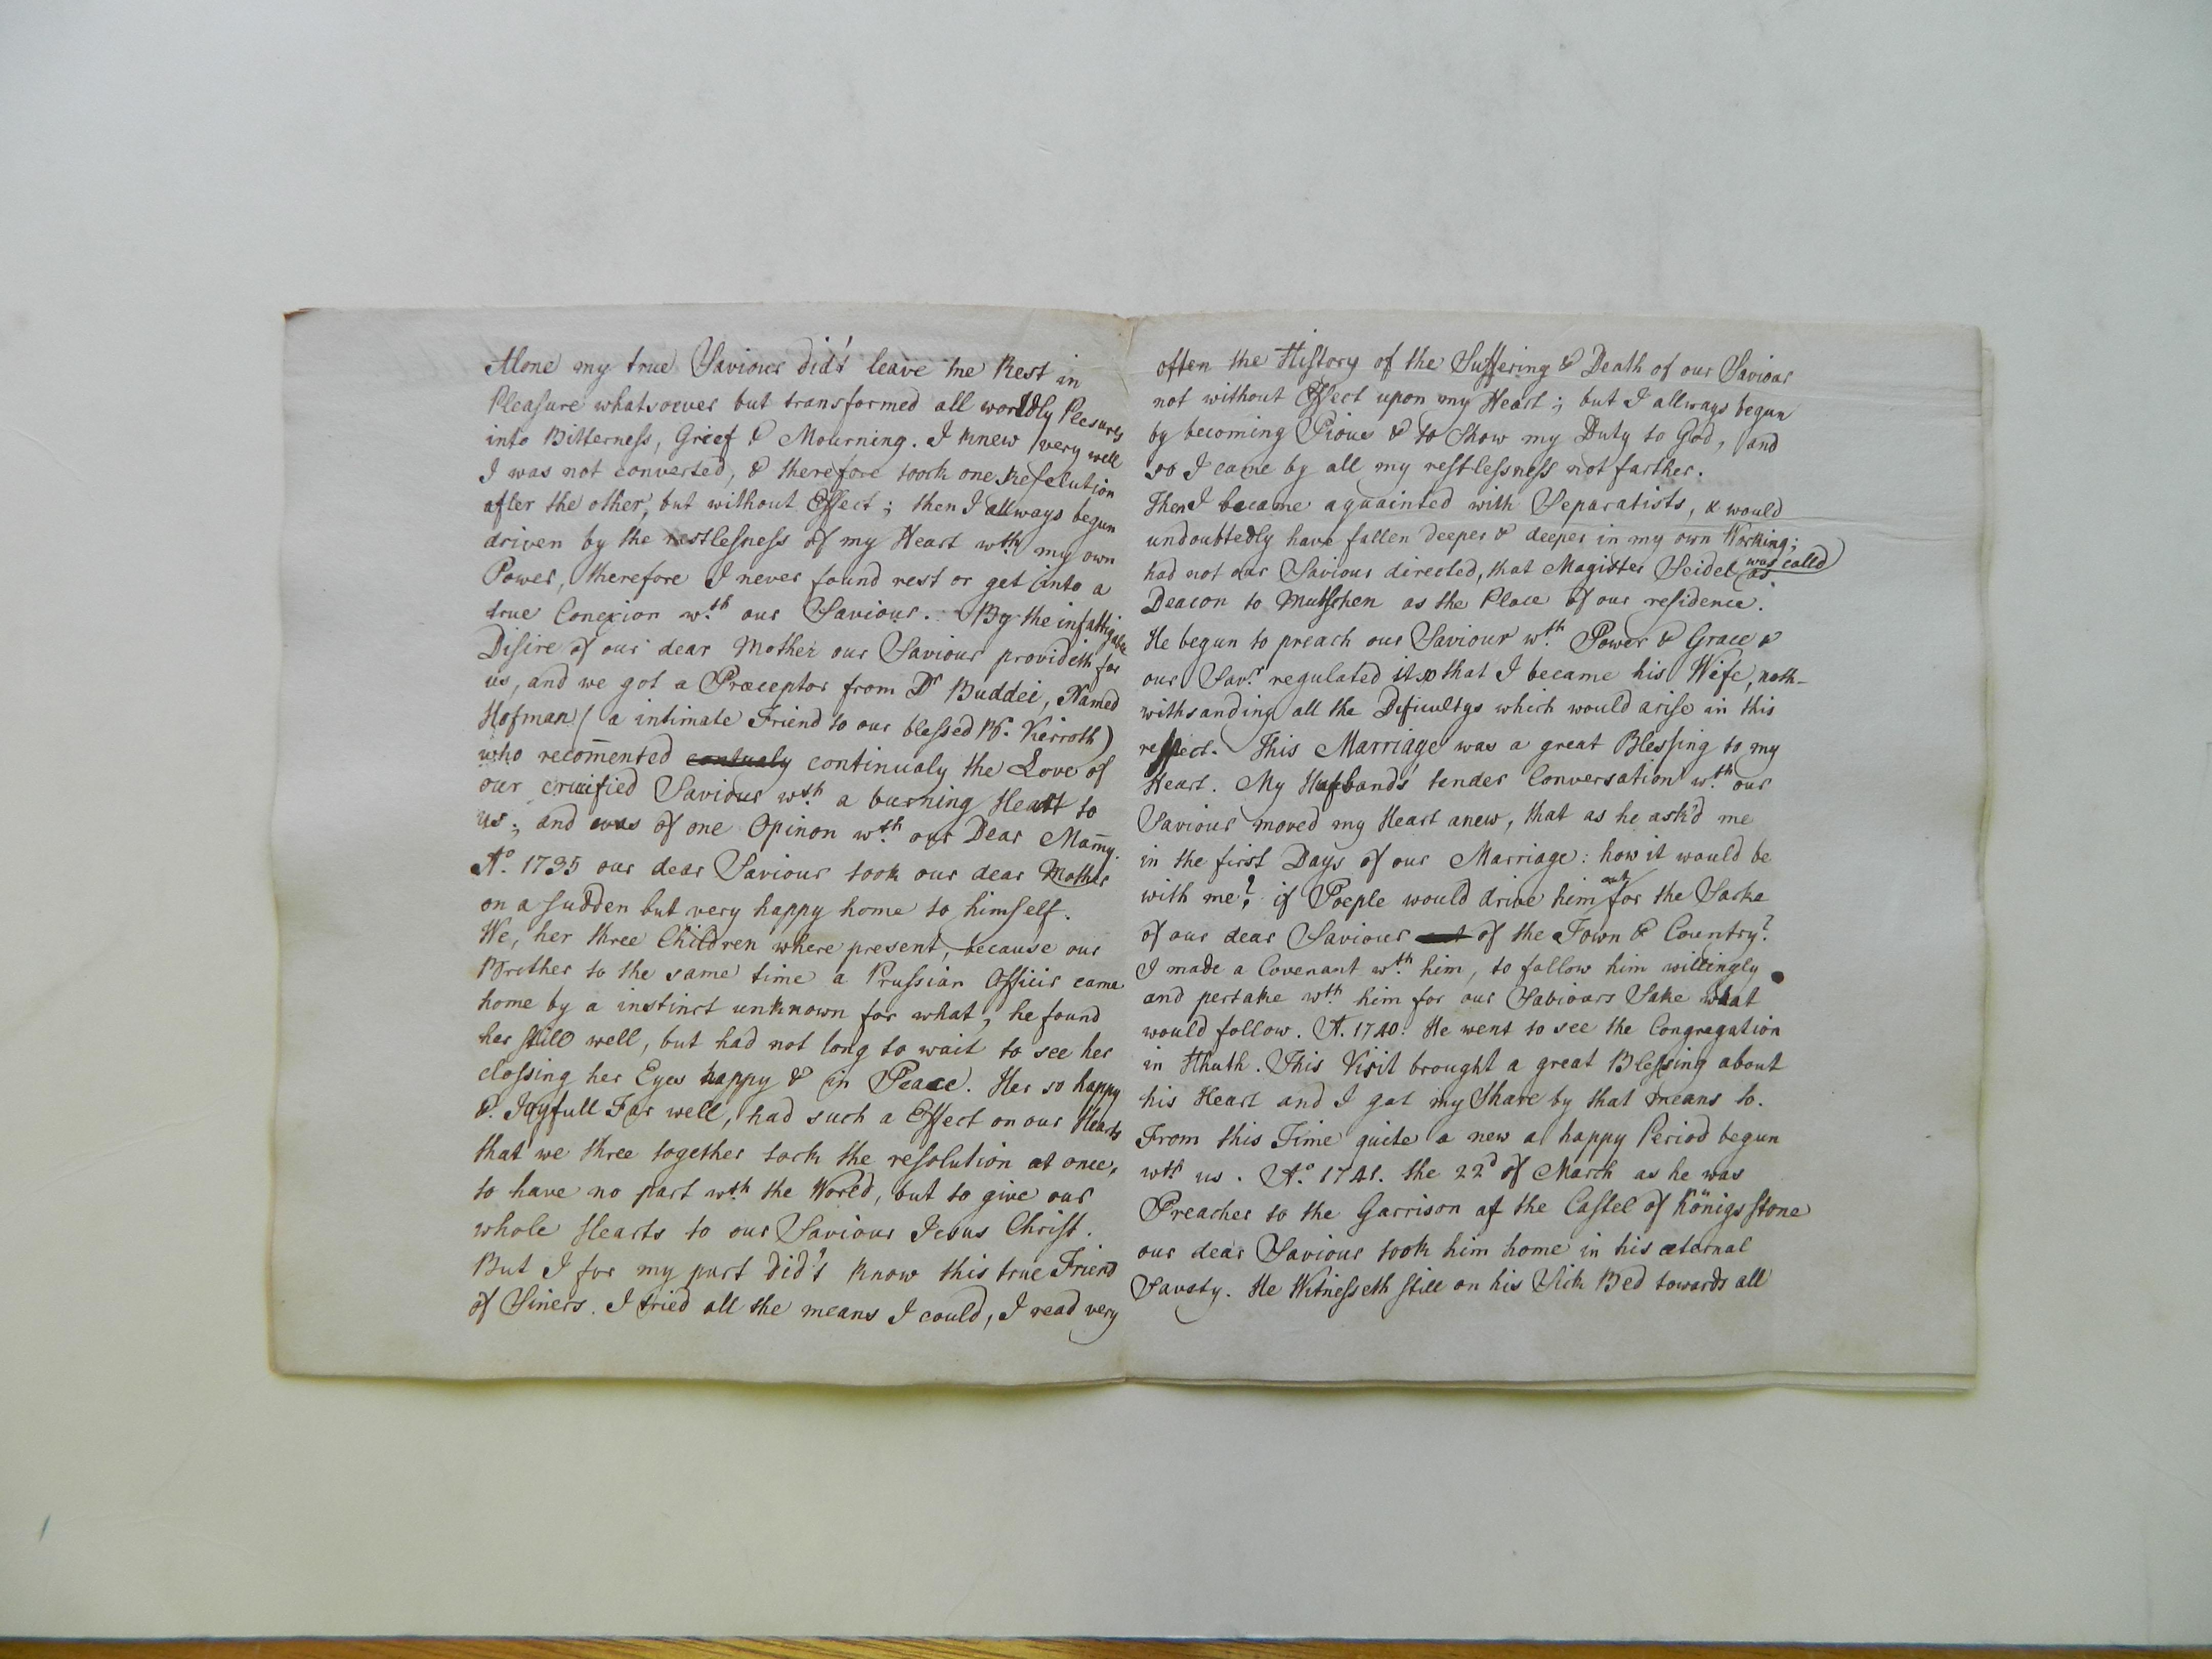 Alone my true Saviour did't leave me Rest in
Pleasure whatsoever but transformed all worldly Plesures
into Bitterness, Grief & Mourning. I knew very well
I was not converted, & therefore took one Resolution
after the other, but without Effect; then I allways begun
driven by the restlesness of my Heart wth my own
Power, therefore I never found rest or get into a
true Conexion wth our Saviour. By the infattigable
Disire of our dear Mother our Saviour provideth for
us, and we got a Præceptor from Dr Buddei, Named
Hofman (a intimate Friend to our blessed Br. Vierroth)
who recom̄ented contualy continualy the Love of
our crucified Saviour wth a burning Heart to
us; and was of one Opinon wth our Dear Mam̄y.
Ao. 1735 our dear Saviour took our dear Mother
on a sudden but very happy home to himself.
We, her three Children where present, because our
Brother to the same time a Prussian Officir came
home by a instinct unknown for what, he found
her still well, but had not long to wait to see her
clossing her Eyes happy & in Peace. Her so happy
& Joyfull Far well, had such a Effect on our Hearts
that we three together took the resolution at once,
to have no part wth the World, but to give our
whole Hearts to our Saviour Jesus Christ.
But I for my part did't know this true Friend
of Siners. I tried all the means I could, I read very
often the History of the Suffering & Death of our Saviour
not without Effect upon my Heart; but I allways begun
by becoming Pious & to Show my Duty to God, and
so I came by all my restlessness not farther.
Then I became aquainted with Separatists, & would
undoubtedly have fallen deeper & deeper in my own Working;
had not our Saviour directed, that Magister Seidel was calld as
Deacon to Mutschen as the Place of our residence.
He begun to preach our Saviour wth Power & Grace &
our Savr. regulated it so that I became his Wife, noth-
withsanding all the Dificultys which would arise in this
respect. This Marriage was a great Blessing to my
Heart. My Husbands tender Conversation wth our
Saviour moved my Heart anew, that as he ask'd me
in the first Days of our Marriage: how it would be
with me? if Poeple would drive him out for the Sacke
of our dear Saviour out of the Town & Country?
I made a Covenant wth him, to follow him willingly
and pertake wth him for our Saviours Sake what
would follow. A. 1740. He went to see the Congregation
in Hhuth. This Visit brought a great Blessing about
his Heart and I got my Share by that means to.
From this Time quite a new a happy Period begun
wth us. Ao. 1741. the 22d of March as he was
Preacher to the Garrison at the Castel of Königsstone
our dear Saviour took him home in his æternal
Savety. He Witnesseth still on his Sick Bed towards all